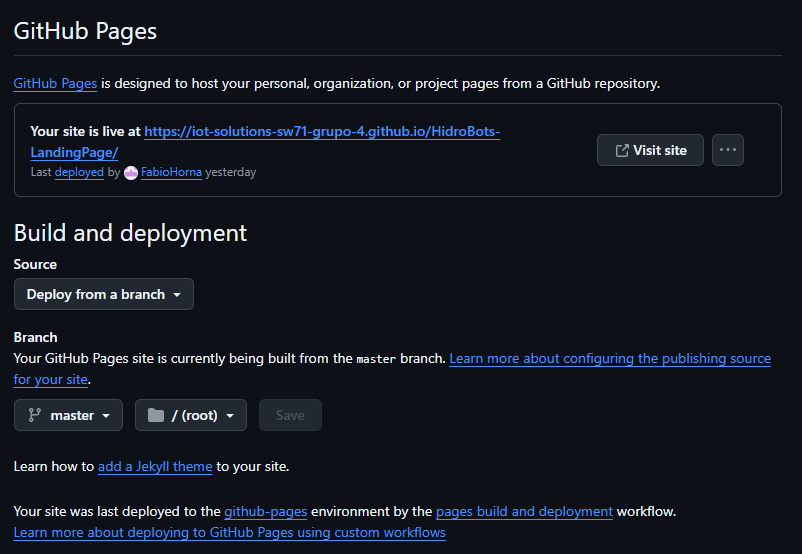 GitHub Pages
GitHub Pages is designed to host your personal, organization, or project pages from a GitHub repository.
Your site is live at https://iot-solutions-sw71-grupo-4.github.io/HidroBots-
LandingPage/
Last deployed by FabioHorna yesterday
Visit site
Build and deployment
Source
Deploy from a branch
Branch
Your GitHub Pages site is currently being built from the master branch. Learn more about configuring the publishing source
for your site.
master / (root) Save
Learn how to add a Jekyll theme to your site.
Your site was last deployed to the github-pages environment by the pages build and deployment workflow.
Learn more about deploying to GitHub Pages using custom workflows